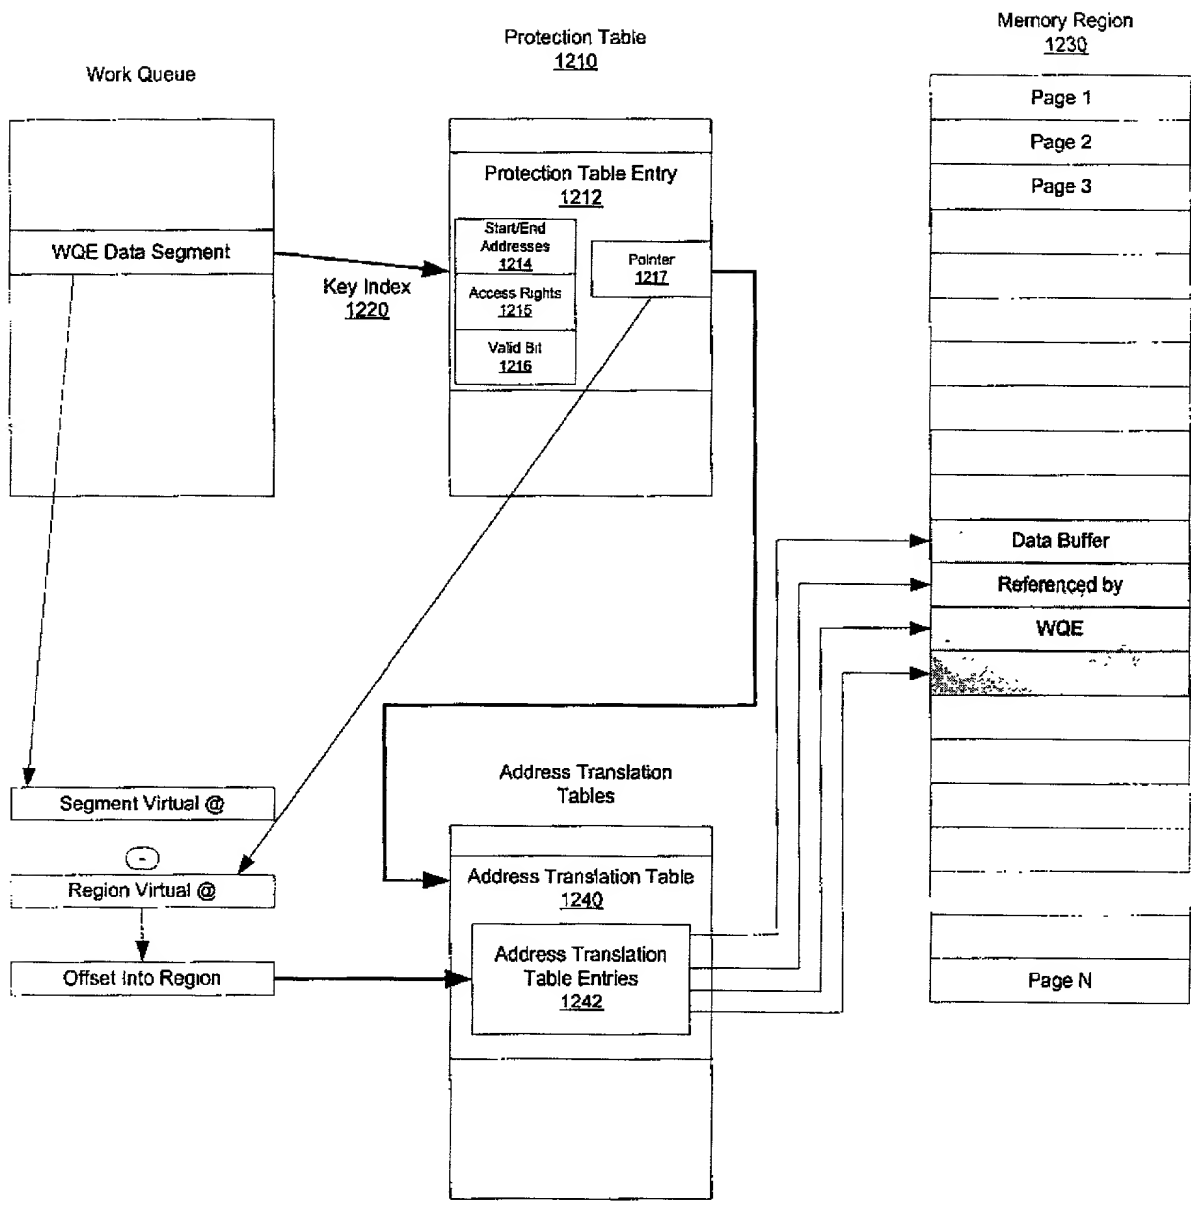 Memory Region
1230
Protection Table
1210
Work Queue
Page 1
Page 2
Page 3
Protection Table Entry
1212
Start/End
Addresses
1214
Pointer
1217
WQE Data Segment
Key Index
1220
Access Rights
1215
Valid Bit
1216
Data Buffer
Referenced by
WQE
Address Translation
Tables
Segment Virtual @
-
Region Virtual @
Address Translation Table
1240
Offset Into Region
Address Translation
Table Entries
1242
Page N